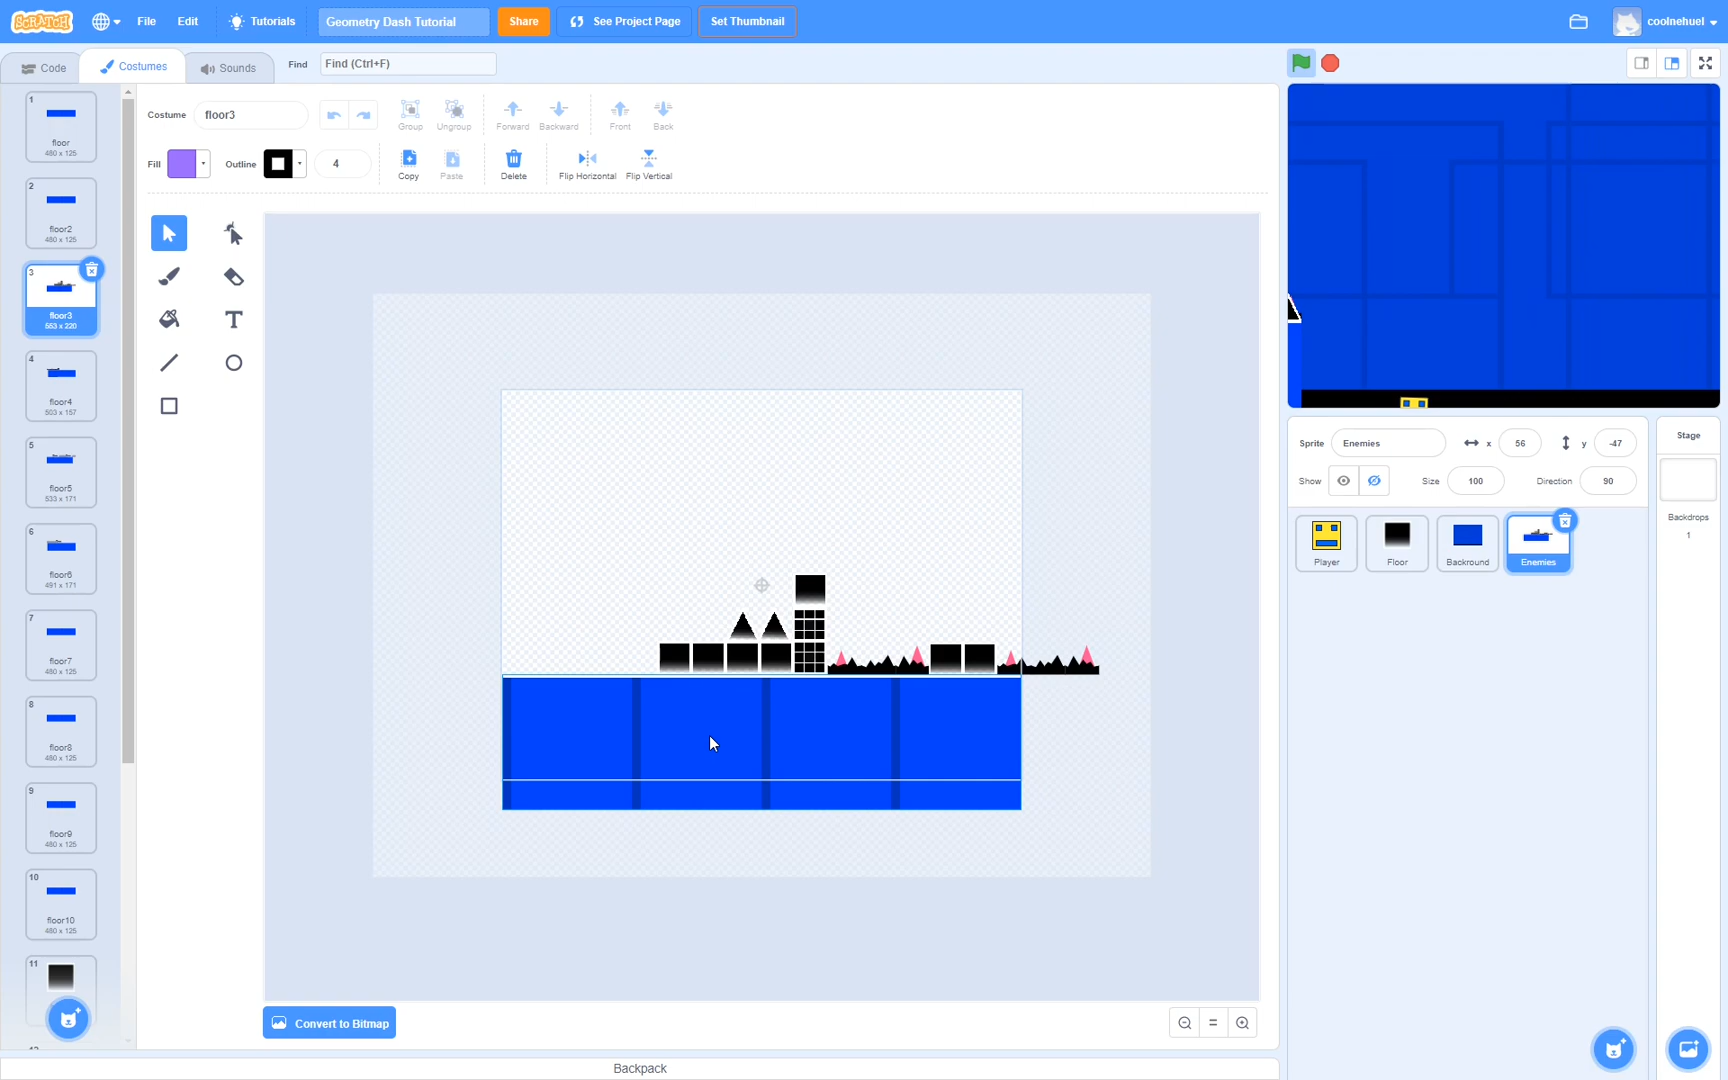 SCRATCH File Edit Tutorials Geometry Dash Tutorial Share See Project Page Set Thumbnail coolnehuel
Code Costumes Sounds Find Find (Ctrl+F)
Costume floor3 Group Ungroup Forward Backward Front Back
Fill Outline 4 Copy Paste Delete Flip Horizontal Flip Vertical
1
floor
480 x 125
2
floor2
480 x 125
3
floor3
553 x 220
4
floor4
503 x 157
5
floor5
533 x 171
6
floor6
491 x 171
7
floor7
480 x 125
8
floor8
480 x 125
9
floor9
480 x 125
10
floor10
480 x 125
11
T
Convert to Bitmap
Backpack
Sprite Enemies x 56 y -47
Show Size 100 Direction 90
Player Floor Backround Enemies
Stage
Backdrops
1